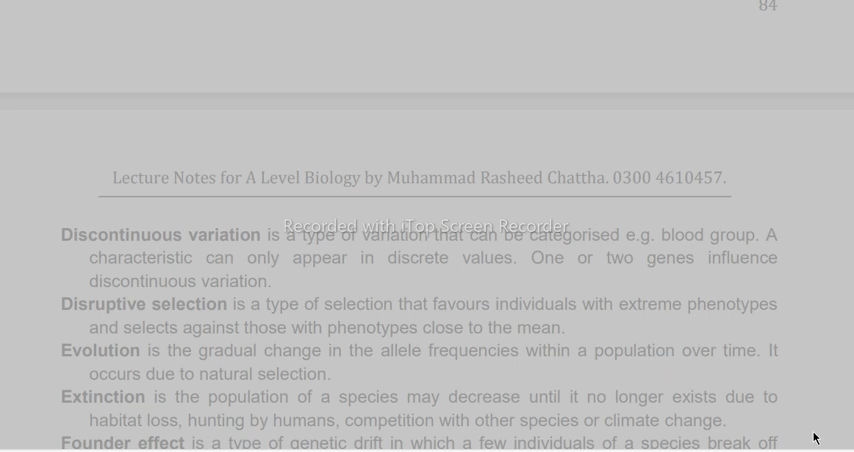 84
Lecture Notes for A Level Biology by Muhammad Rasheed Chattha. 0300 4610457.
Recorded with iTop Screen Recorder
Discontinuous variation is a type of variation that can be categorised e.g. blood group. A
characteristic can only appear in discrete values. One or two genes influence
discontinuous variation.
Disruptive selection is a type of selection that favours individuals with extreme phenotypes
and selects against those with phenotypes close to the mean.
Evolution is the gradual change in the allele frequencies within a population over time. It
occurs due to natural selection.
Extinction is the population of a species may decrease until it no longer exists due to
habitat loss, hunting by humans, competition with other species or climate change.
Founder effect is a type of genetic drift in which a few individuals of a species break off